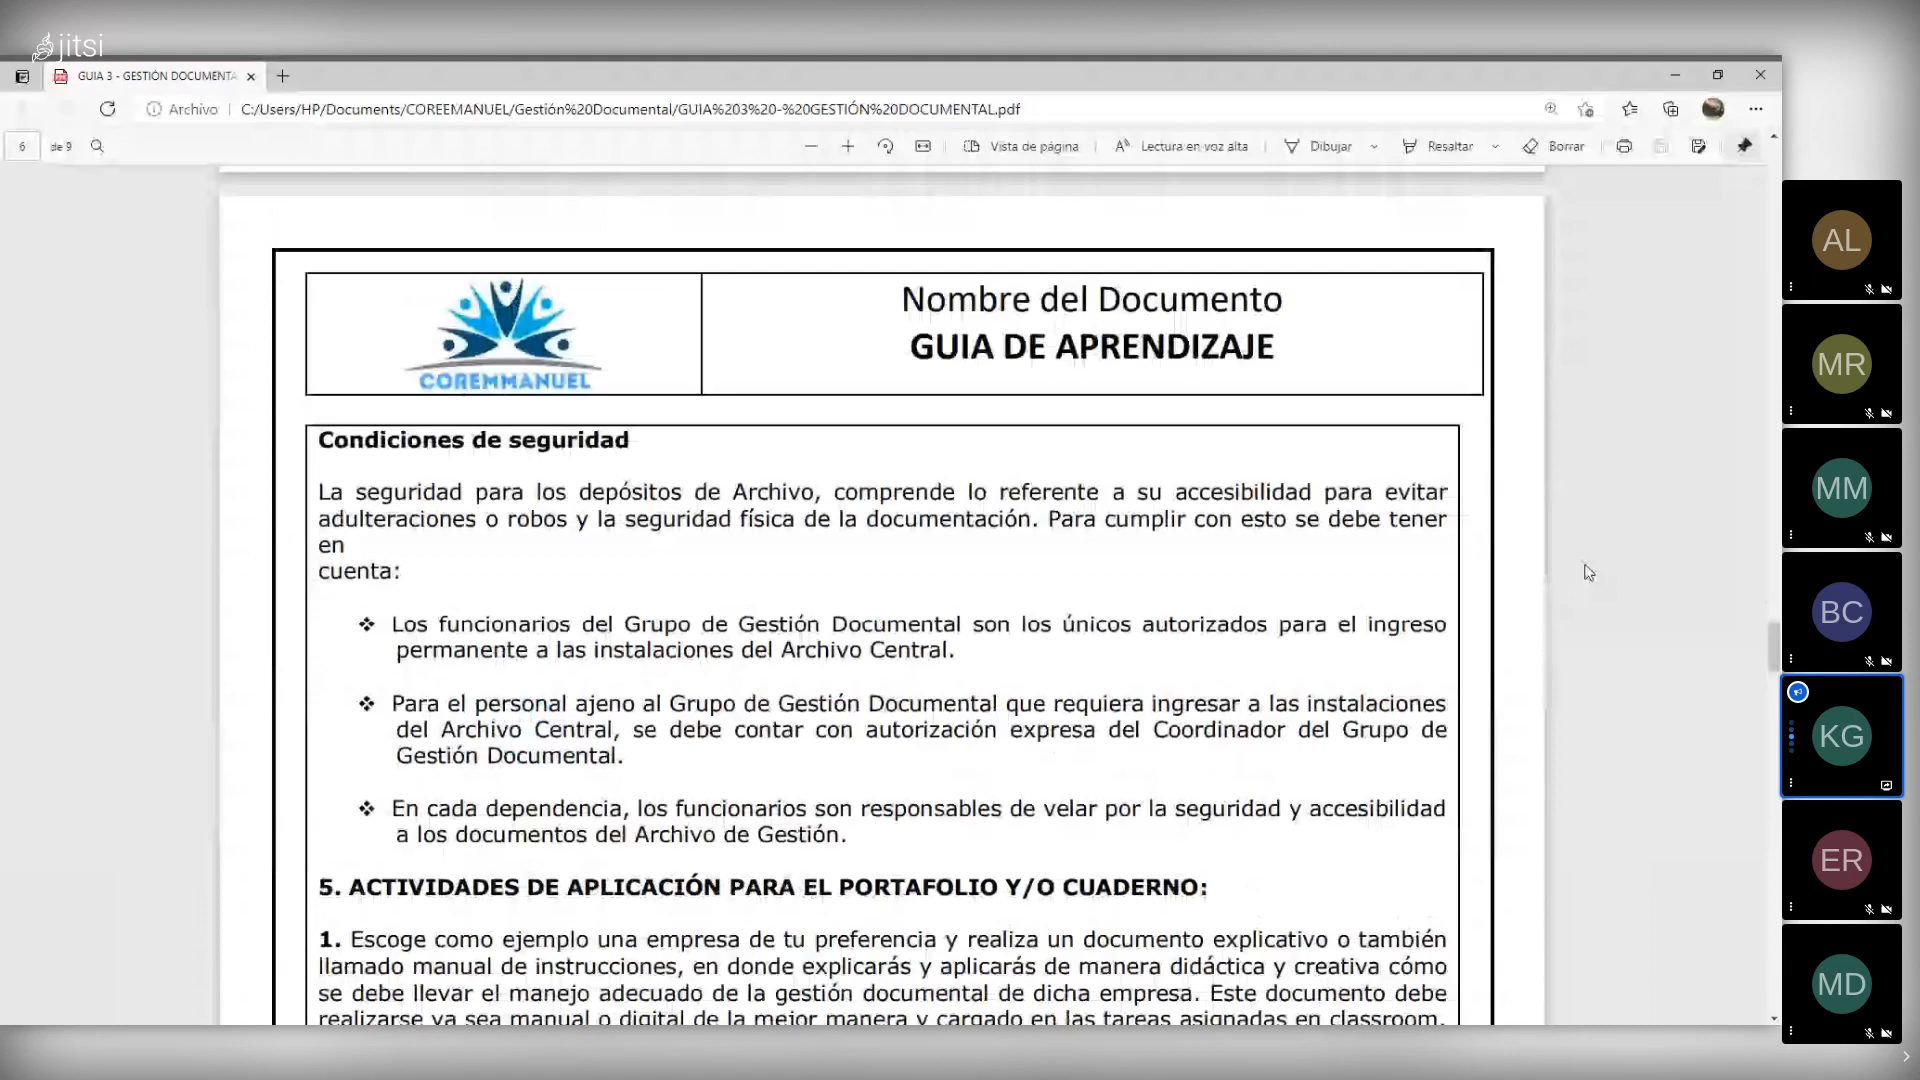 jitsi
GUIA 3 - GESTIÓN DOCUMENTA
Archivo C:/Users/HP/Documents/COREEMANUEL/Gestión%20Documental/GUIA%203%20-%20GESTIÓN%20DOCUMENTAL.pdf
6 de 9 Vista de página Lectura en voz alta Dibujar Resaltar Borrar
COREMMANUEL
Nombre del Documento
GUIA DE APRENDIZAJE
Condiciones de seguridad
La seguridad para los depósitos de Archivo, comprende lo referente a su accesibilidad para evitar
adulteraciones o robos y la seguridad física de la documentación. Para cumplir con esto se debe tener
en
cuenta:
❖ Los funcionarios del Grupo de Gestión Documental son los únicos autorizados para el ingreso
permanente a las instalaciones del Archivo Central.
❖ Para el personal ajeno al Grupo de Gestión Documental que requiera ingresar a las instalaciones
del Archivo Central, se debe contar con autorización expresa del Coordinador del Grupo de
Gestión Documental.
❖ En cada dependencia, los funcionarios son responsables de velar por la seguridad y accesibilidad
a los documentos del Archivo de Gestión.
5. ACTIVIDADES DE APLICACIÓN PARA EL PORTAFOLIO Y/O CUADERNO:
1. Escoge como ejemplo una empresa de tu preferencia y realiza un documento explicativo o también
llamado manual de instrucciones, en donde explicarás y aplicarás de manera didáctica y creativa cómo
se debe llevar el manejo adecuado de la gestión documental de dicha empresa. Este documento debe
realizarse ya sea manual o digital de la mejor manera y cargado en las tareas asignadas en classroom.
AL
MR
MM
BC
KG
ER
MD